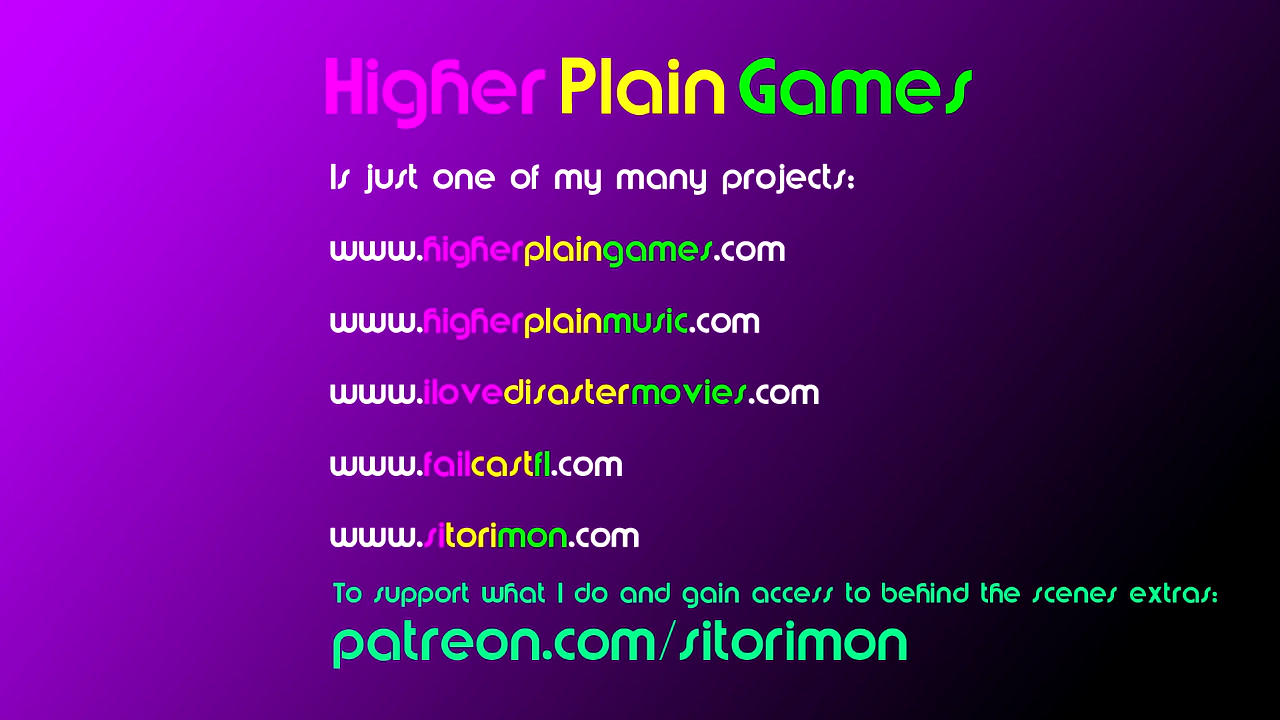 Higher Plain Games
Is just one of my many projects:
www.higherplaingames.com
www.higherplainmusic.com
www.ilovedisastermovies.com
www.failcastfl.com
www.sitorimon.com
To support what I do and gain access to behind the scenes extras:
patreon.com/sitorimon